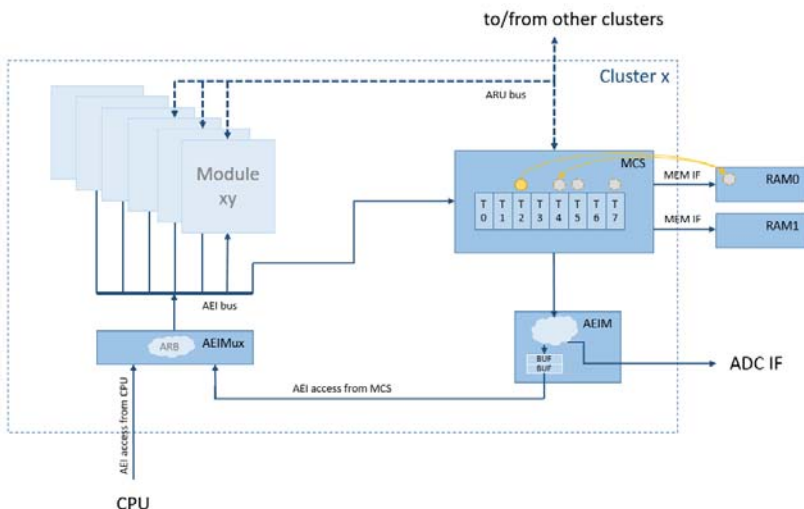 to/from other clusters
Cluster x
ARU bus
Module
xy
MCS
MEM IF
RAM0
T T T T T T T T
0 1 2 3 4 5 6 7
MEM IF
RAM1
AEI bus
AEIM
ARB
AEIMux
BUF
BUF
ADC IF
AEI access from MCS
AEI access from CPU
CPU